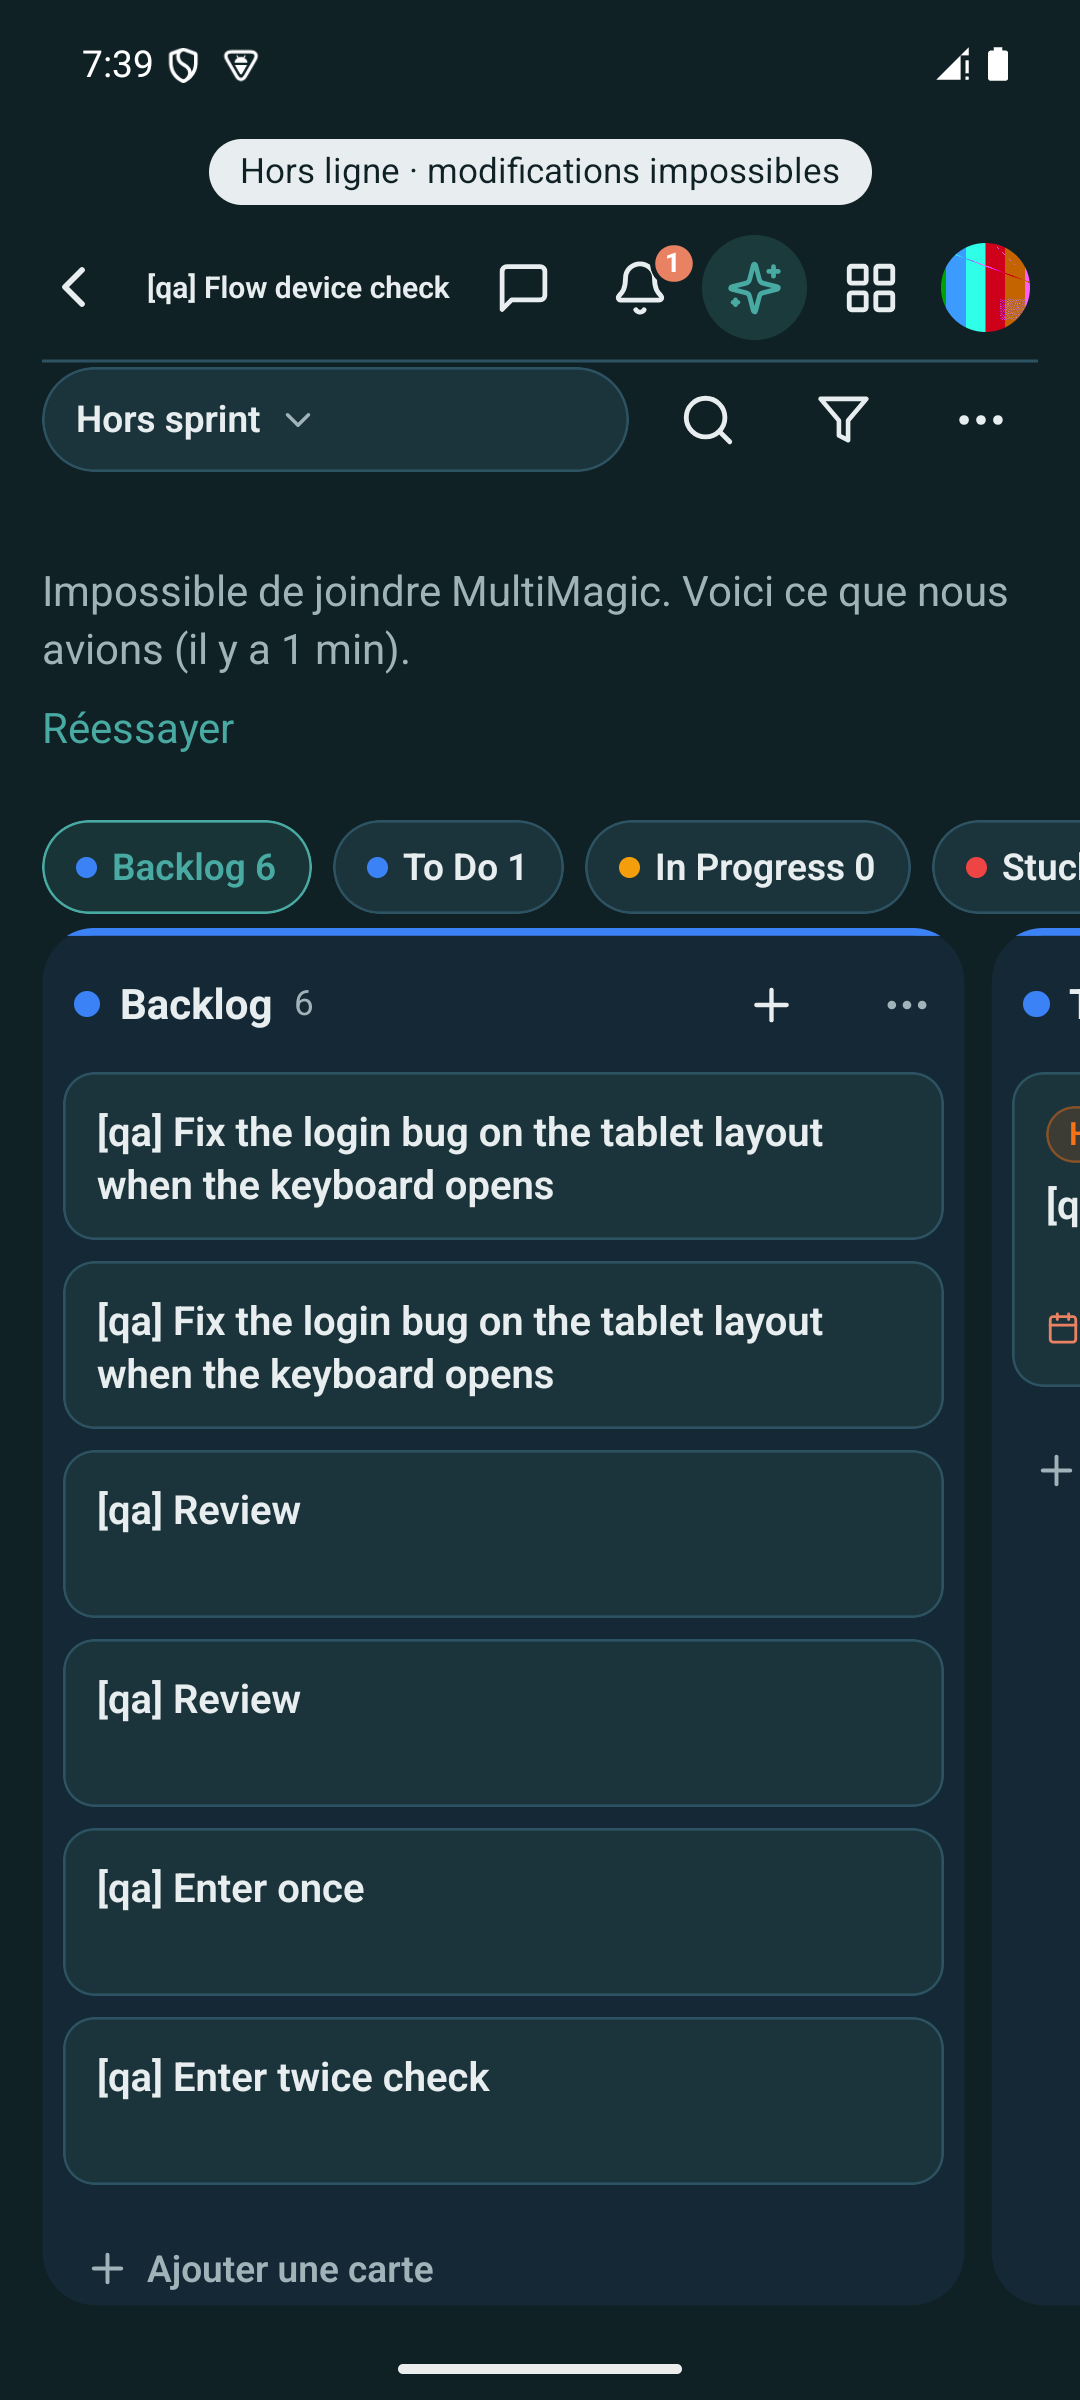 7:39
Hors ligne · modifications impossibles
[qa] Flow device check
1
Hors sprint
Impossible de joindre MultiMagic. Voici ce que nous
avions (il y a 1 min).
Réessayer
Backlog 6
To Do 1
In Progress 0
Backlog 6
[qa] Fix the login bug on the tablet layout
when the keyboard opens
[qa] Fix the login bug on the tablet layout
when the keyboard opens
[qa] Review
[qa] Review
[qa] Enter once
[qa] Enter twice check
Ajouter une carte